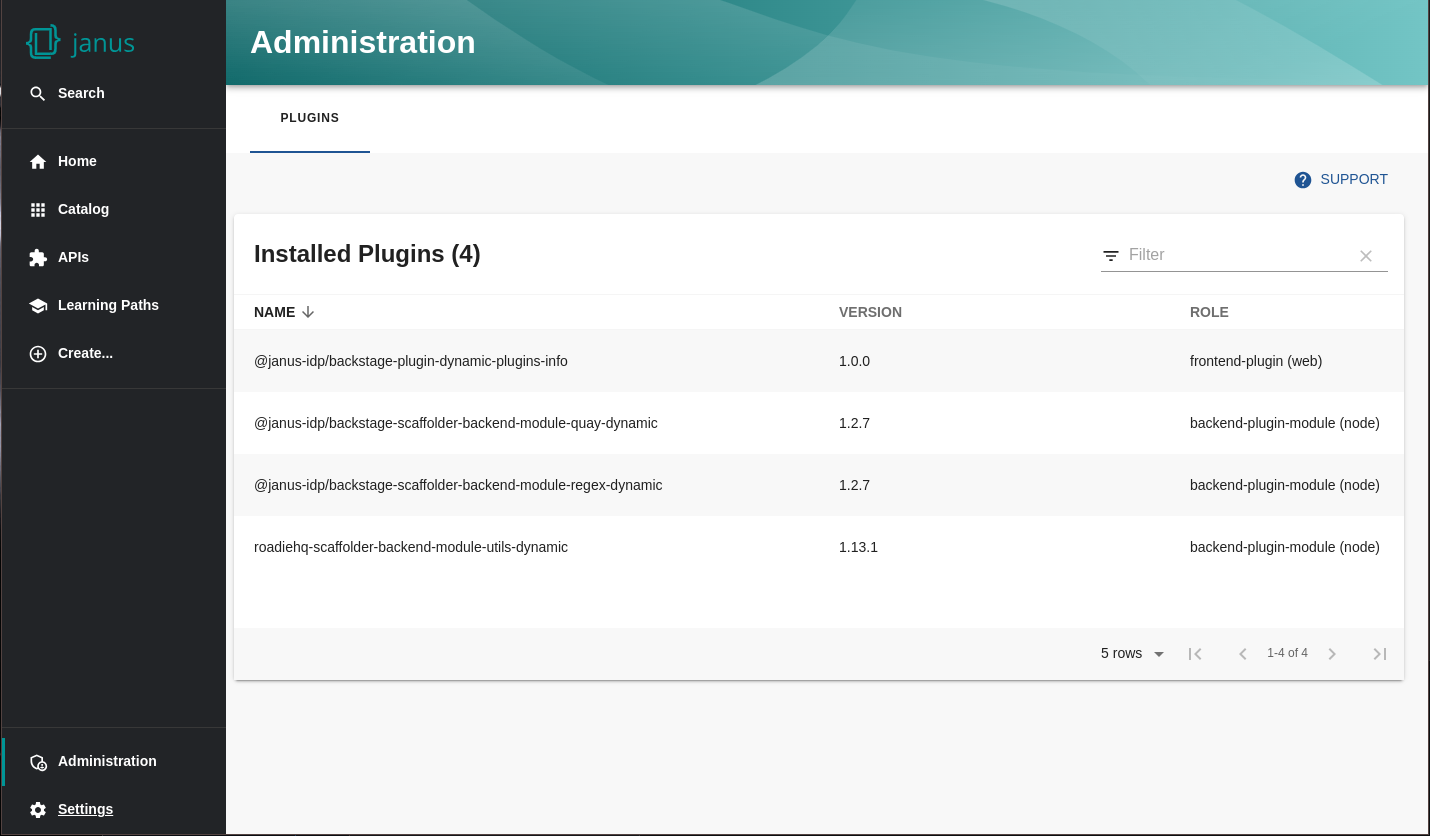 janus
Search
Home
Catalog
APIs
Learning Paths
Create...
Administration
Settings
Administration
PLUGINS
SUPPORT
Installed Plugins (4)
Filter
NAME VERSION ROLE
@janus-idp/backstage-plugin-dynamic-plugins-info 1.0.0 frontend-plugin (web)
@janus-idp/backstage-scaffolder-backend-module-quay-dynamic 1.2.7 backend-plugin-module (node)
@janus-idp/backstage-scaffolder-backend-module-regex-dynamic 1.2.7 backend-plugin-module (node)
roadiehq-scaffolder-backend-module-utils-dynamic 1.13.1 backend-plugin-module (node)
5 rows 1-4 of 4